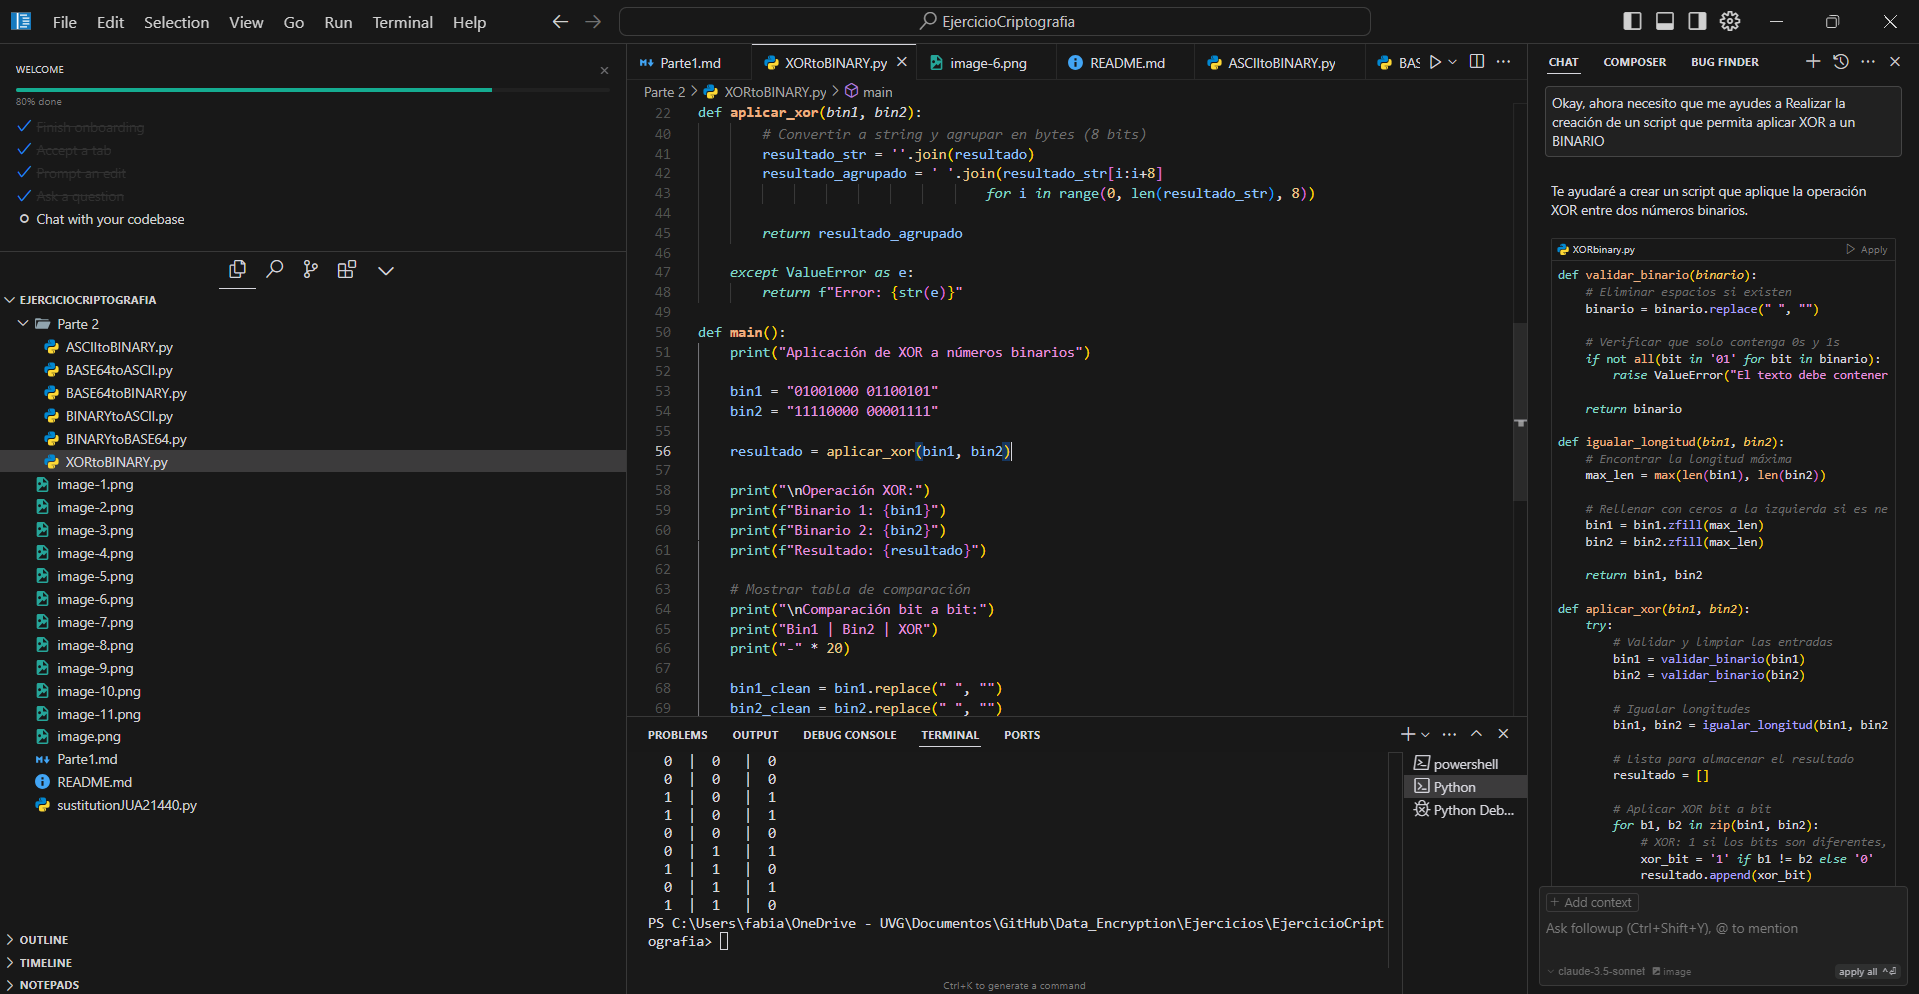 File Edit Selection View Go Run Terminal Help
EjercicioCriptografia
WELCOME
80% done
Finish onboarding
Accept a tab
Prompt an edit
Ask a question
Chat with your codebase
EJERCICIOCRIPTOGRAFIA
Parte 2
ASCIItoBINARY.py
BASE64toASCII.py
BASE64toBINARY.py
BINARYtoASCII.py
BINARYtoBASE64.py
XORtoBINARY.py
image-1.png
image-2.png
image-3.png
image-4.png
image-5.png
image-6.png
image-7.png
image-8.png
image-9.png
image-10.png
image-11.png
image.png
Parte1.md
README.md
sustitutionJUA21440.py
OUTLINE
TIMELINE
NOTEPADS
Parte1.md XORtoBINARY.py image-6.png README.md ASCIItoBINARY.py BAS
Parte 2 > XORtoBINARY.py > main
22 def aplicar_xor(bin1, bin2):
40 # Convertir a string y agrupar en bytes (8 bits)
41 resultado_str = ''.join(resultado)
42 resultado_agrupado = ' '.join(resultado_str[i:i+8]
43 for i in range(0, len(resultado_str), 8))
44
45 return resultado_agrupado
46
47 except ValueError as e:
48 return f"Error: {str(e)}"
49
50 def main():
51 print("Aplicación de XOR a números binarios")
52
53 bin1 = "01001000 01100101"
54 bin2 = "11110000 00001111"
55
56 resultado = aplicar_xor(bin1, bin2)
57
58 print("\nOperación XOR:")
59 print(f"Binario 1: {bin1}")
60 print(f"Binario 2: {bin2}")
61 print(f"Resultado: {resultado}")
62
63 # Mostrar tabla de comparación
64 print("\nComparación bit a bit:")
65 print("Bin1 | Bin2 | XOR")
66 print("-" * 20)
67
68 bin1_clean = bin1.replace(" ", "")
69 bin2_clean = bin2.replace(" ", "")
PROBLEMS OUTPUT DEBUG CONSOLE TERMINAL PORTS
0 | 0 | 0
0 | 0 | 0
1 | 0 | 1
1 | 0 | 1
0 | 0 | 0
0 | 1 | 1
1 | 1 | 0
0 | 1 | 1
1 | 1 | 0
PS C:\Users\fabia\OneDrive - UVG\Documentos\GitHub\Data_Encryption\Ejercicios\EjercicioCript
ografia>
Ctrl+K to generate a command
powershell
Python
Python Deb...
CHAT COMPOSER BUG FINDER
Okay, ahora necesito que me ayudes a Realizar la
creación de un script que permita aplicar XOR a un
BINARIO
Te ayudaré a crear un script que aplique la operación
XOR entre dos números binarios.
XORbinary.py Apply
def validar_binario(binario):
# Eliminar espacios si existen
binario = binario.replace(" ", "")
# Verificar que solo contenga 0s y 1s
if not all(bit in '01' for bit in binario):
raise ValueError("El texto debe contener
return binario
def igualar_longitud(bin1, bin2):
# Encontrar la longitud máxima
max_len = max(len(bin1), len(bin2))
# Rellenar con ceros a la izquierda si es ne
bin1 = bin1.zfill(max_len)
bin2 = bin2.zfill(max_len)
return bin1, bin2
def aplicar_xor(bin1, bin2):
try:
# Validar y limpiar las entradas
bin1 = validar_binario(bin1)
bin2 = validar_binario(bin2)
# Igualar longitudes
bin1, bin2 = igualar_longitud(bin1, bin2
# Lista para almacenar el resultado
resultado = []
# Aplicar XOR bit a bit
for b1, b2 in zip(bin1, bin2):
# XOR: 1 si los bits son diferentes,
xor_bit = '1' if b1 != b2 else '0'
resultado.append(xor_bit)
+ Add context
Ask followup (Ctrl+Shift+Y), @ to mention
claude-3.5-sonnet image apply all